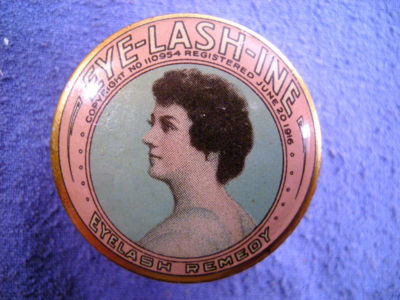 EYE-LASH-INE
COPYRIGHT NO 110954 REGISTERED JUNE 20 1916
EYELASH REMEDY